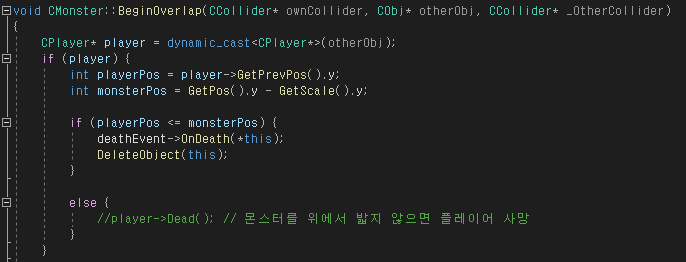 void CMonster::BeginOverlap(CCollider* ownCollider, CObj* otherObj, CCollider* _OtherCollider)
{
CPlayer* player = dynamic_cast<CPlayer*>(otherObj);
if (player) {
int playerPos = player->GetPrevPos().y;
int monsterPos = GetPos().y - GetScale().y;
if (playerPos <= monsterPos) {
deathEvent->OnDeath(*this);
DeleteObject(this);
}
else {
//player->Dead(); // 몬스터를 위에서 밟지 않으면 플레이어 사망
}
}